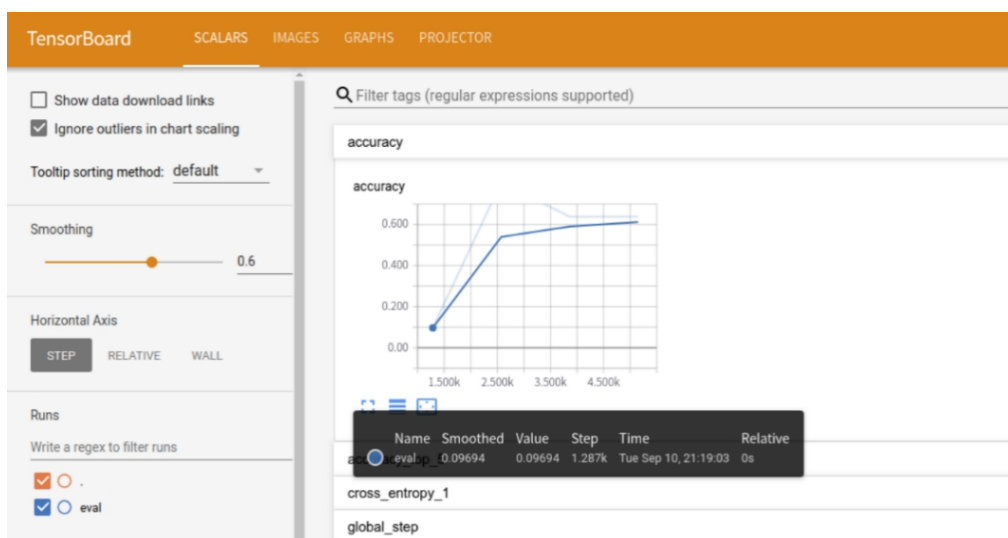 TensorBoard SCALARS IMAGES GRAPHS PROJECTOR
Show data download links
Ignore outliers in chart scaling
Tooltip sorting method: default
Smoothing
0.6
Horizontal Axis
STEP RELATIVE WALL
Runs
Write a regex to filter runs
.
eval
Filter tags (regular expressions supported)
accuracy
accuracy
0.600
0.400
0.200
0.00
1.500k 2.500k 3.500k 4.500k
Name Smoothed Value Step Time Relative
eval 0.09694 0.09694 1.287k Tue Sep 10, 21:19:03 0s
cross_entropy_1
global_step